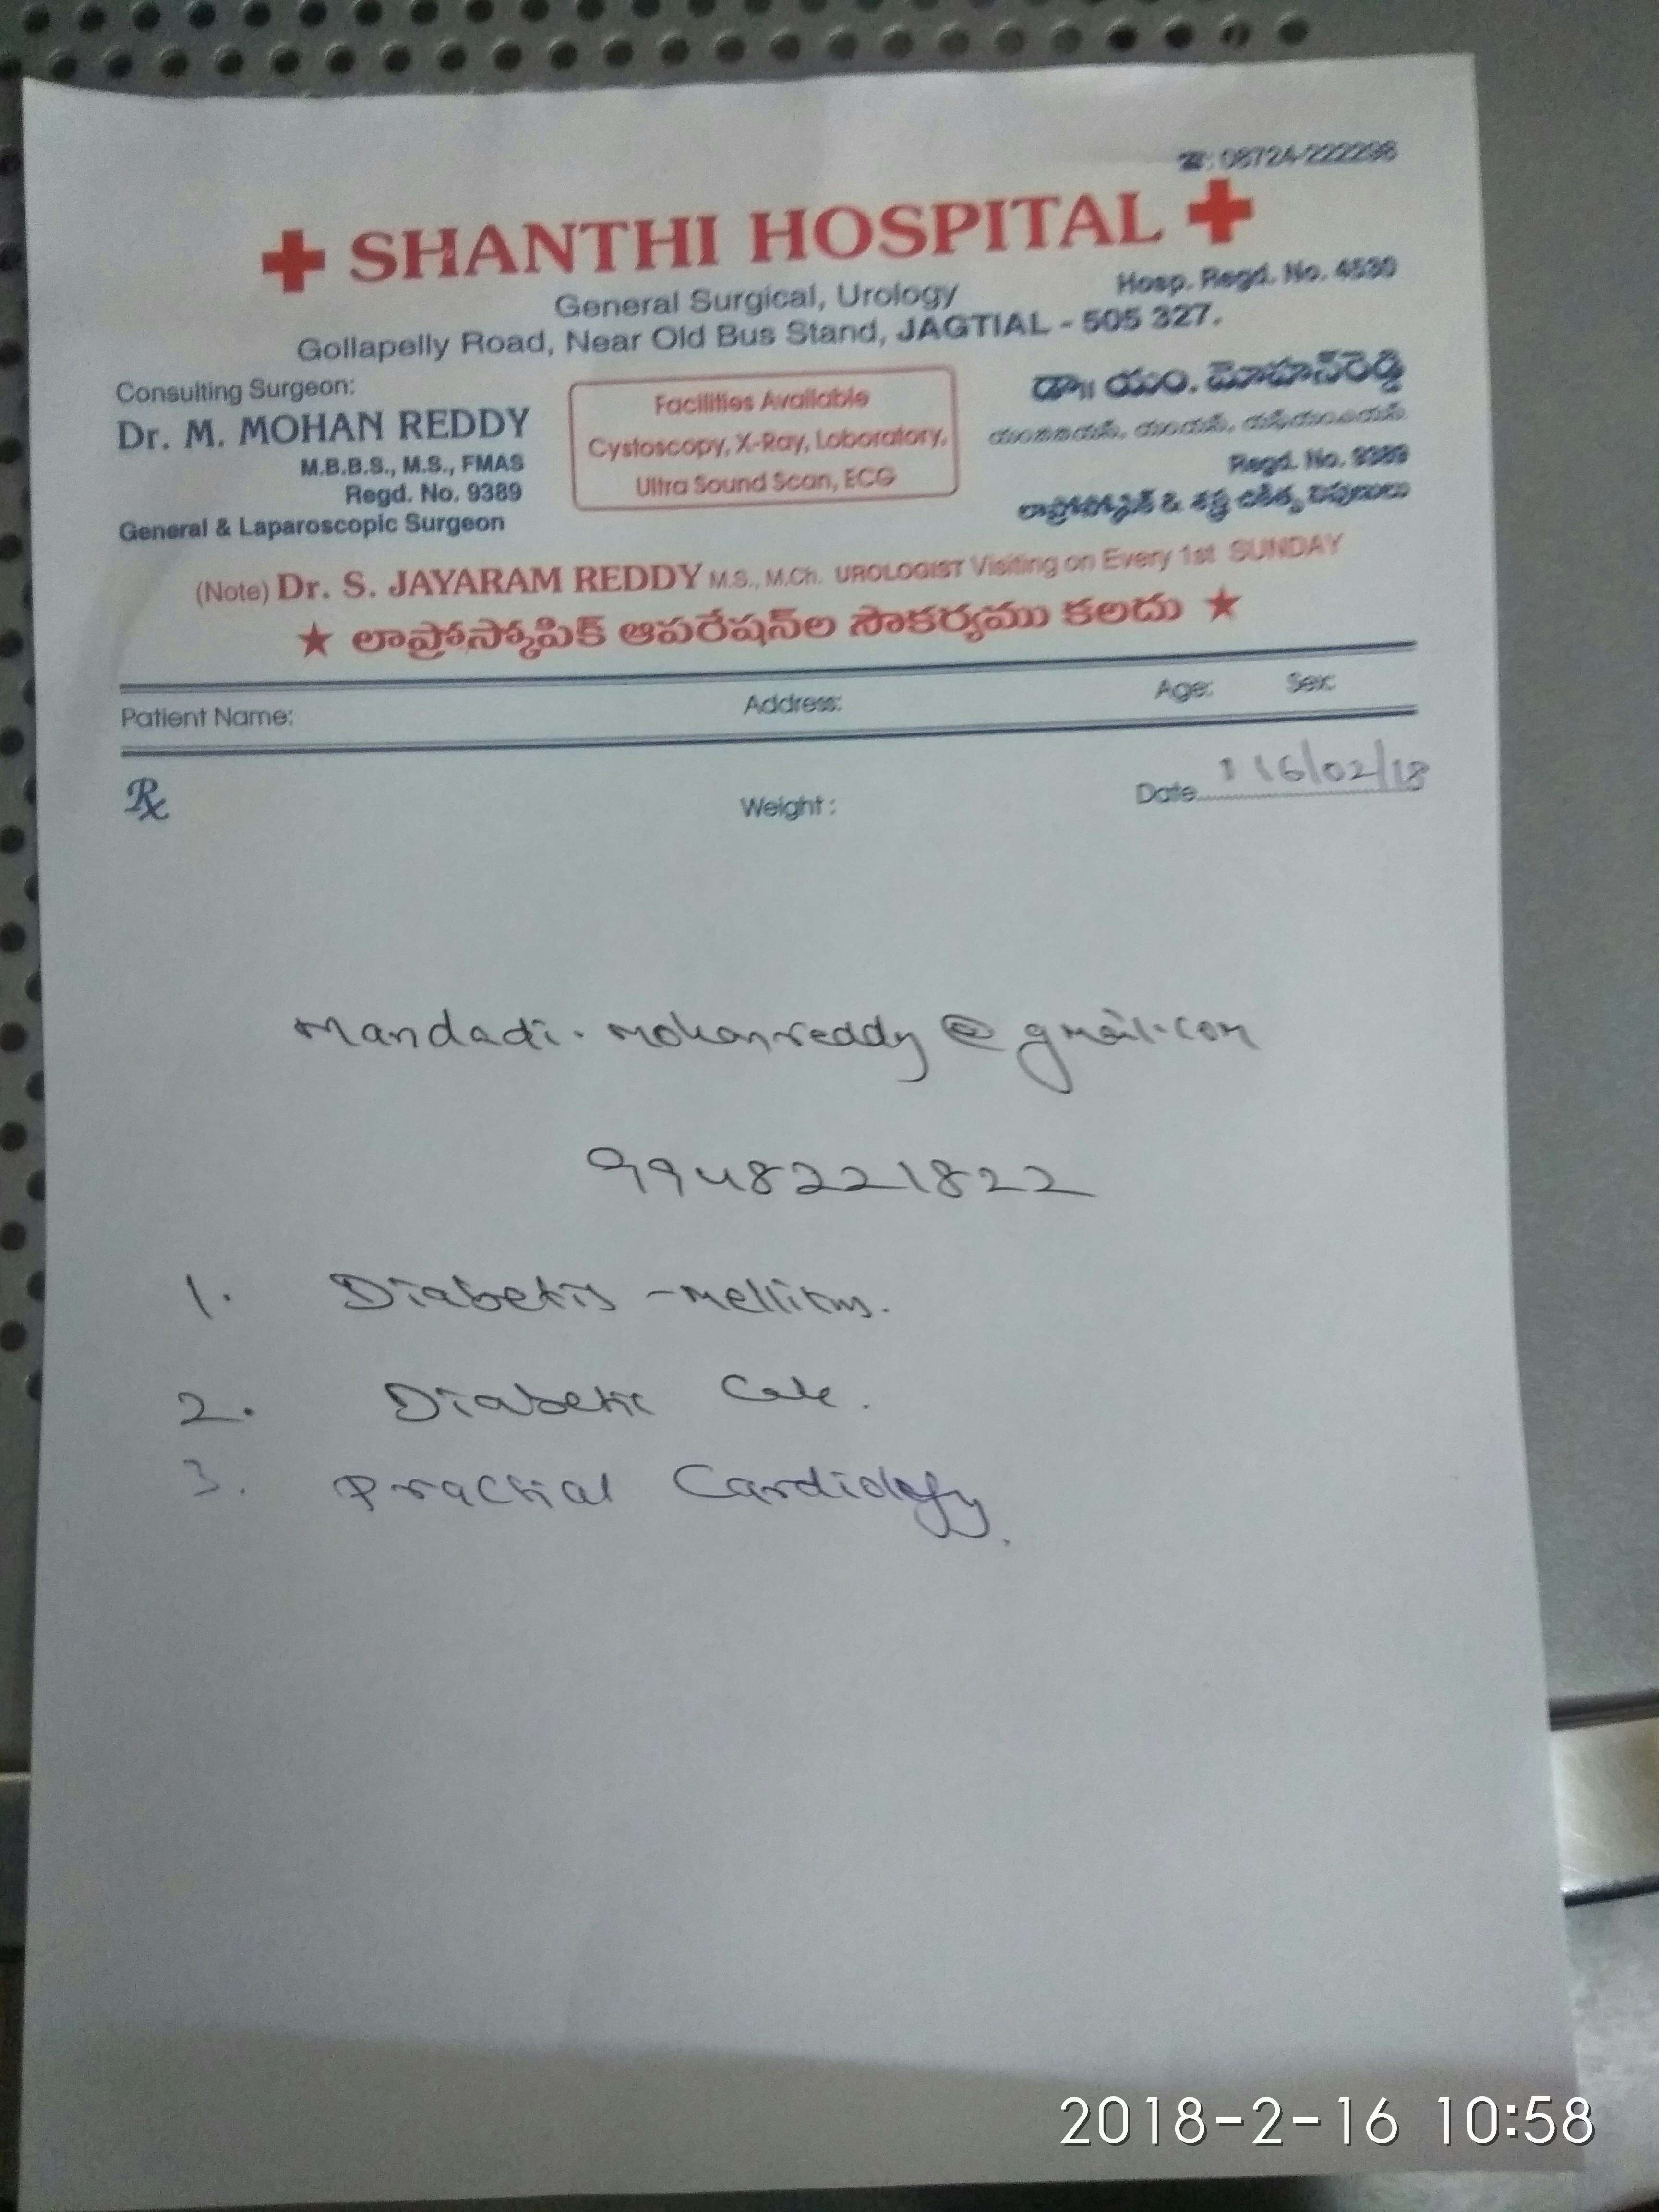 ☎: 08724-222298
SHANTHI HOSPITAL
Hosp. Regd. No. 4530
General Surgical, Urology
Gollapelly Road, Near Old Bus Stand, JAGTIAL - 505 327.
Consulting Surgeon:
Dr. M. MOHAN REDDY
M.B.B.S., M.S., FMAS
Regd. No. 9389
General & Laparoscopic Surgeon
Facilities Available
Cystoscopy, X-Ray, Loboratory,
Ultra Sound Scan, ECG
డా॥ యం. మోహన్‌రెడ్డి
Regd. No. 9389
లాప్రోస్కోపిక్ & శస్త్ర చికిత్స నిపుణులు
(Note) Dr. S. JAYARAM REDDY M.S., M.Ch. UROLOGIST Visiting on Every 1st SUNDAY
★ లాప్రోస్కోపిక్ ఆపరేషన్‌ల సౌకర్యము కలదు ★
Patient Name: Address: Age: Sex:
Rx Weight : Date 16/02/18
Mandadi.mohanreddy@gmail.com
9948221822
1. Diabetis - mellitus.
2. Diabetic
3. Practial Cardiology.
2018-2-16 10:58